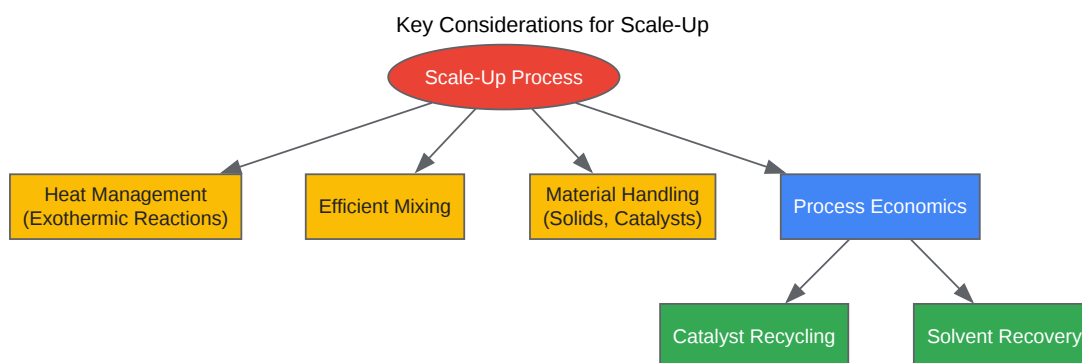 Key Considerations for Scale-Up
Scale-Up Process
Heat Management
(Exothermic Reactions)
Efficient Mixing
Material Handling
(Solids, Catalysts)
Process Economics
Catalyst Recycling
Solvent Recovery